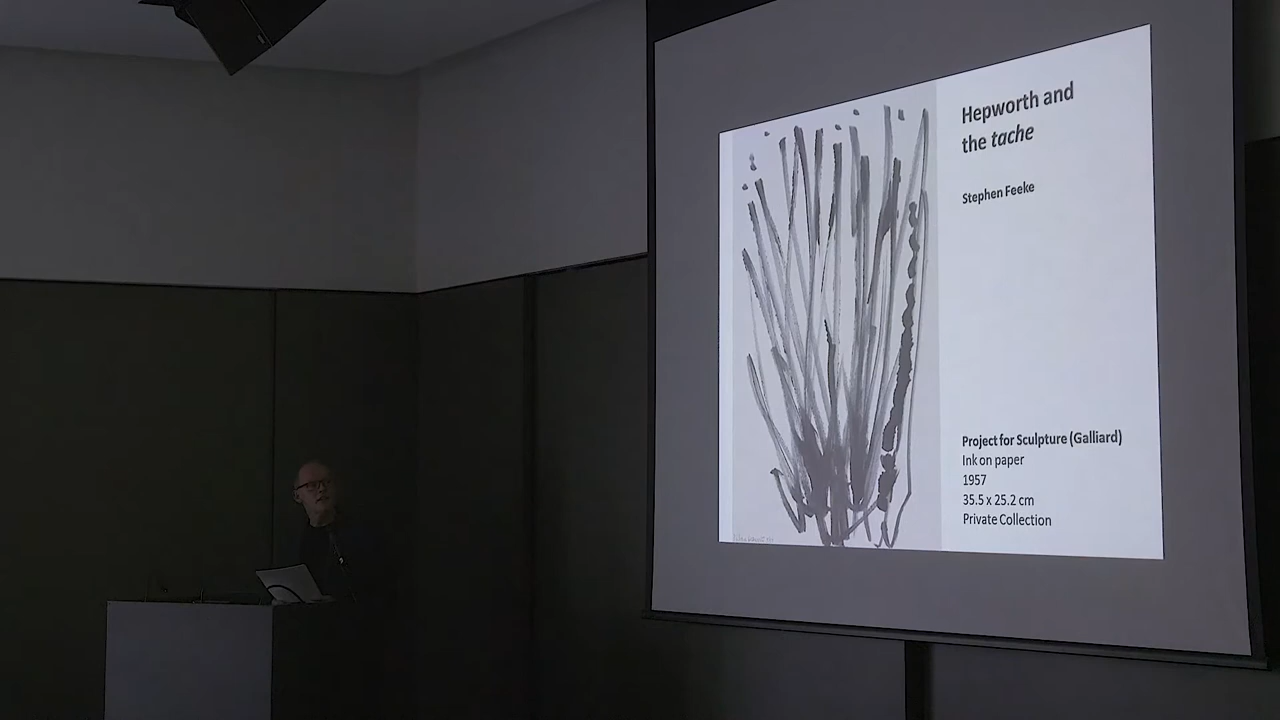 Hepworth and
the tache
Stephen Feeke
Project for Sculpture (Galliard)
Ink on paper
1957
35.5 x 25.2 cm
Private Collection